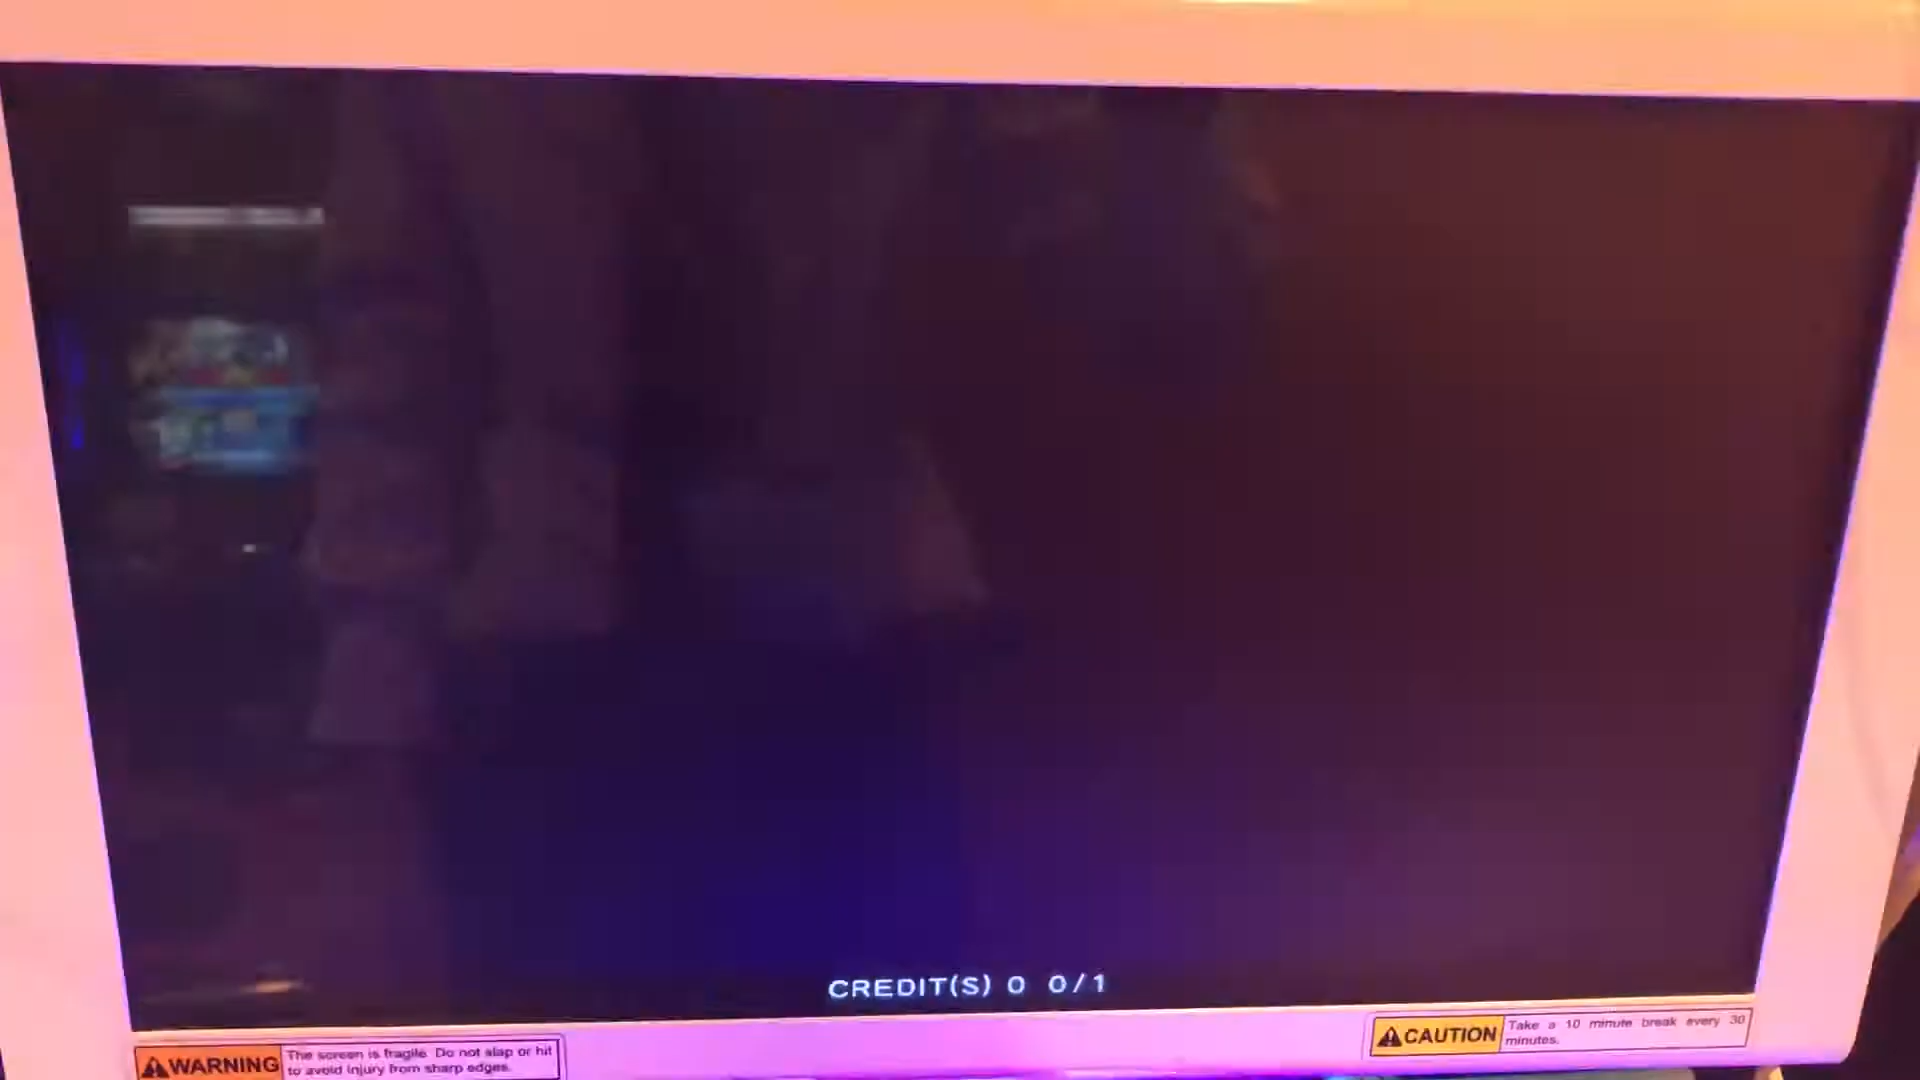 CREDIT(S) 0 0/1
WARNING
The screen is fragile. Do not slap or hit
to avoid injury from sharp edges.
CAUTION
Take a 10 minute break every 30
minutes.